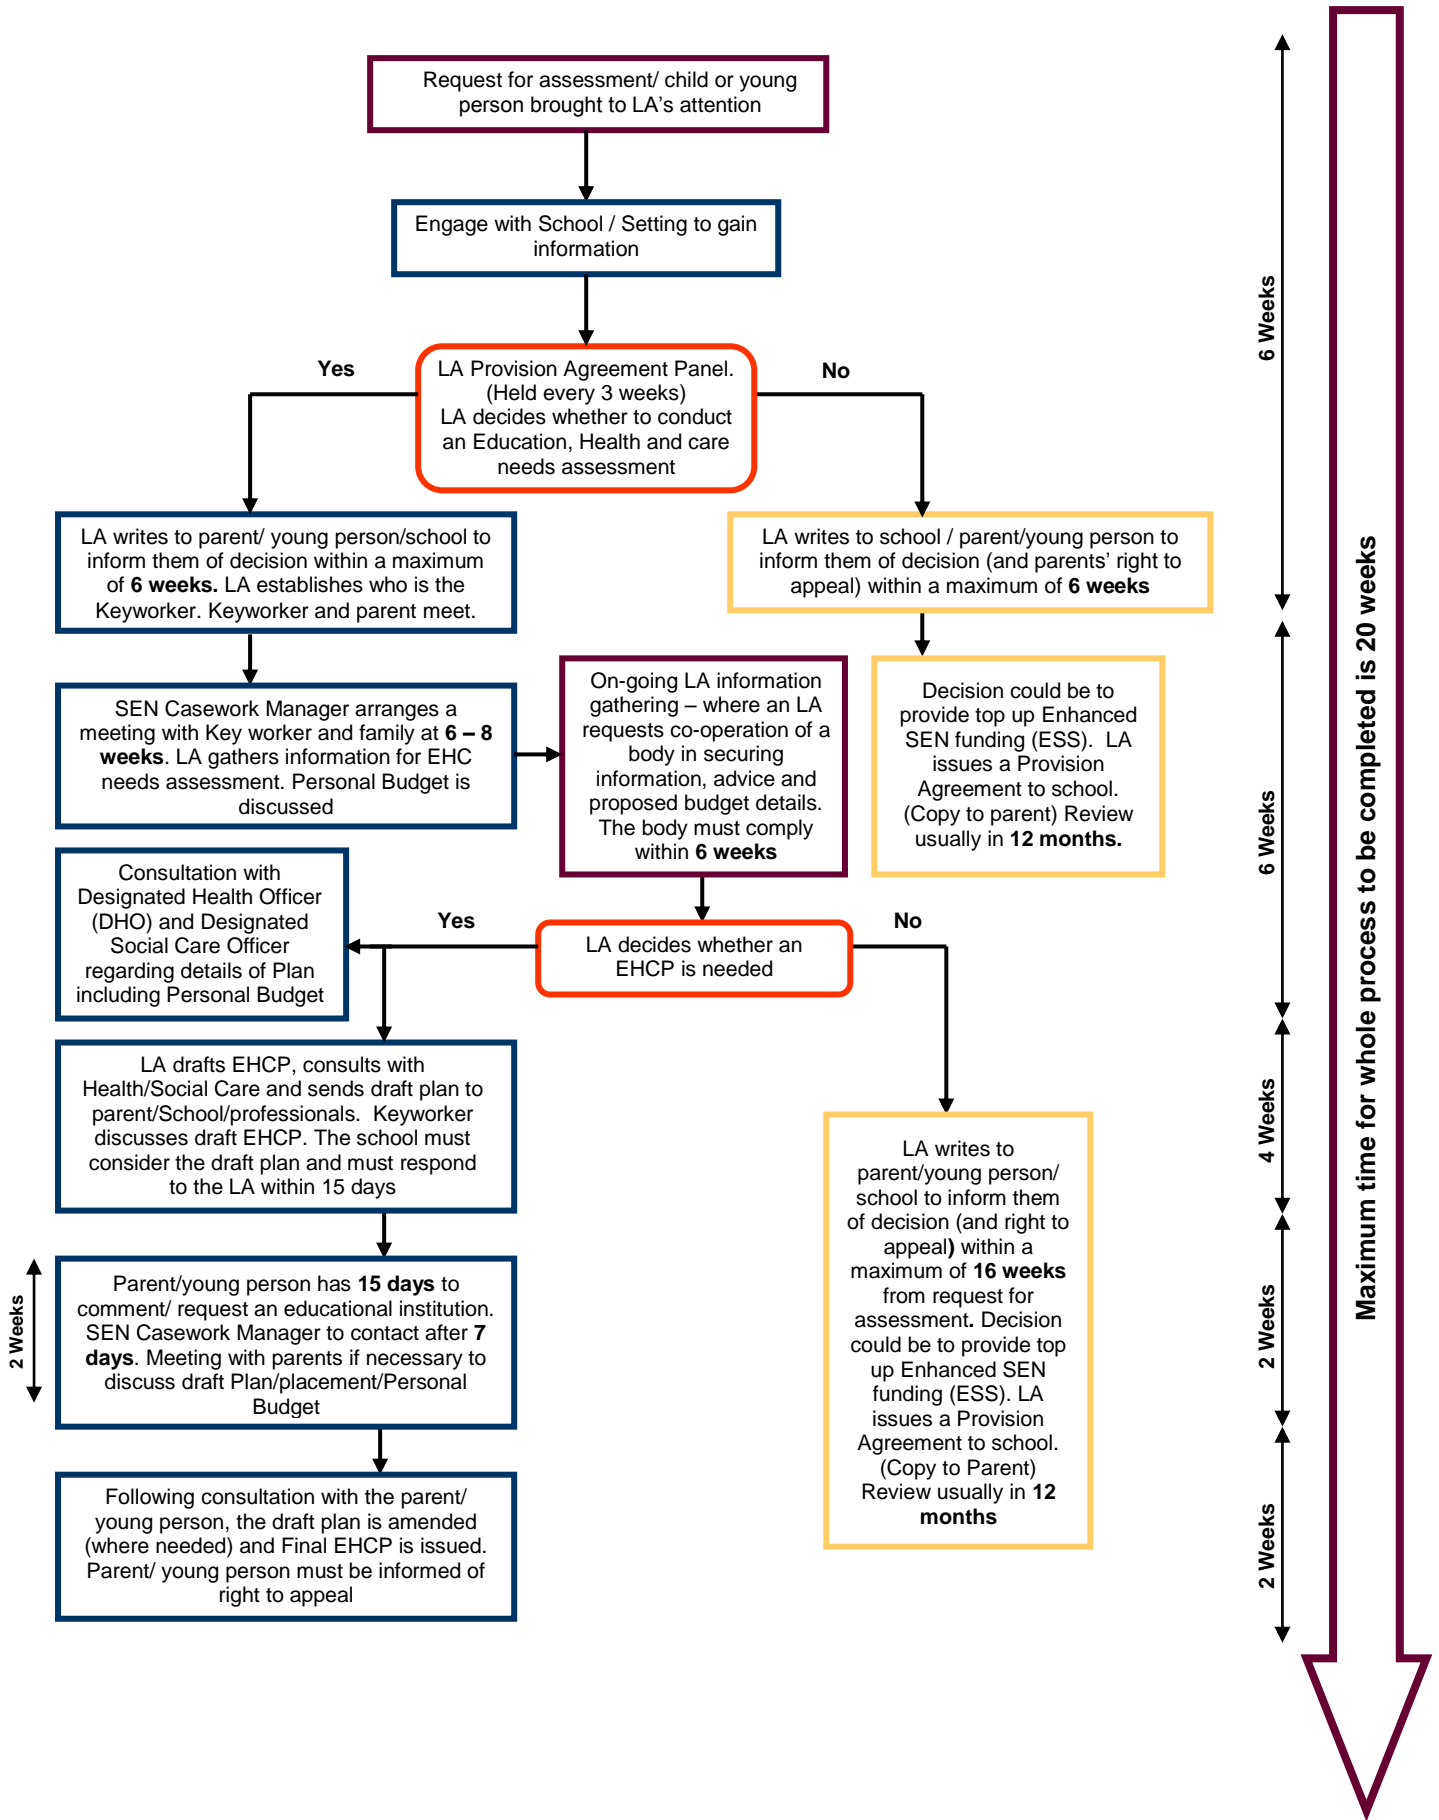 Request for assessment/ child or young
person brought to LA's attention
Engage with School / Setting to gain
information
Yes
LA Provision Agreement Panel.
(Held every 3 weeks)
LA decides whether to conduct
an Education, Health and care
needs assessment
No
6 Weeks
LA writes to parent/ young person/school to
inform them of decision within a maximum
of 6 weeks. LA establishes who is the
Keyworker. Keyworker and parent meet.
LA writes to school / parent/young person to
inform them of decision (and parents' right to
appeal) within a maximum of 6 weeks
SEN Casework Manager arranges a
meeting with Key worker and family at 6 – 8
weeks. LA gathers information for EHC
needs assessment. Personal Budget is
discussed
On-going LA information
gathering – where an LA
requests co-operation of a
body in securing
information, advice and
proposed budget details.
The body must comply
within 6 weeks
Decision could be to
provide top up Enhanced
SEN funding (ESS).  LA
issues a Provision
Agreement to school.
(Copy to parent) Review
usually in 12 months.
6 Weeks
Consultation with
Designated Health Officer
(DHO) and Designated
Social Care Officer
regarding details of Plan
including Personal Budget
Yes
LA decides whether an
EHCP is needed
No
LA drafts EHCP, consults with
Health/Social Care and sends draft plan to
parent/School/professionals.  Keyworker
discusses draft EHCP. The school must
consider the draft plan and must respond
to the LA within 15 days
4 Weeks
LA writes to
parent/young person/
school to inform them
of decision (and right to
appeal) within a
maximum of 16 weeks
from request for
assessment. Decision
could be to provide top
up Enhanced SEN
funding (ESS). LA
issues a Provision
Agreement to school.
(Copy to Parent)
Review usually in 12
months
2 Weeks
Parent/young person has 15 days to
comment/ request an educational institution.
SEN Casework Manager to contact after 7
days. Meeting with parents if necessary to
discuss draft Plan/placement/Personal
Budget
2 Weeks
Following consultation with the parent/
young person, the draft plan is amended
(where needed) and Final EHCP is issued.
Parent/ young person must be informed of
right to appeal
2 Weeks
Maximum time for whole process to be completed is 20 weeks